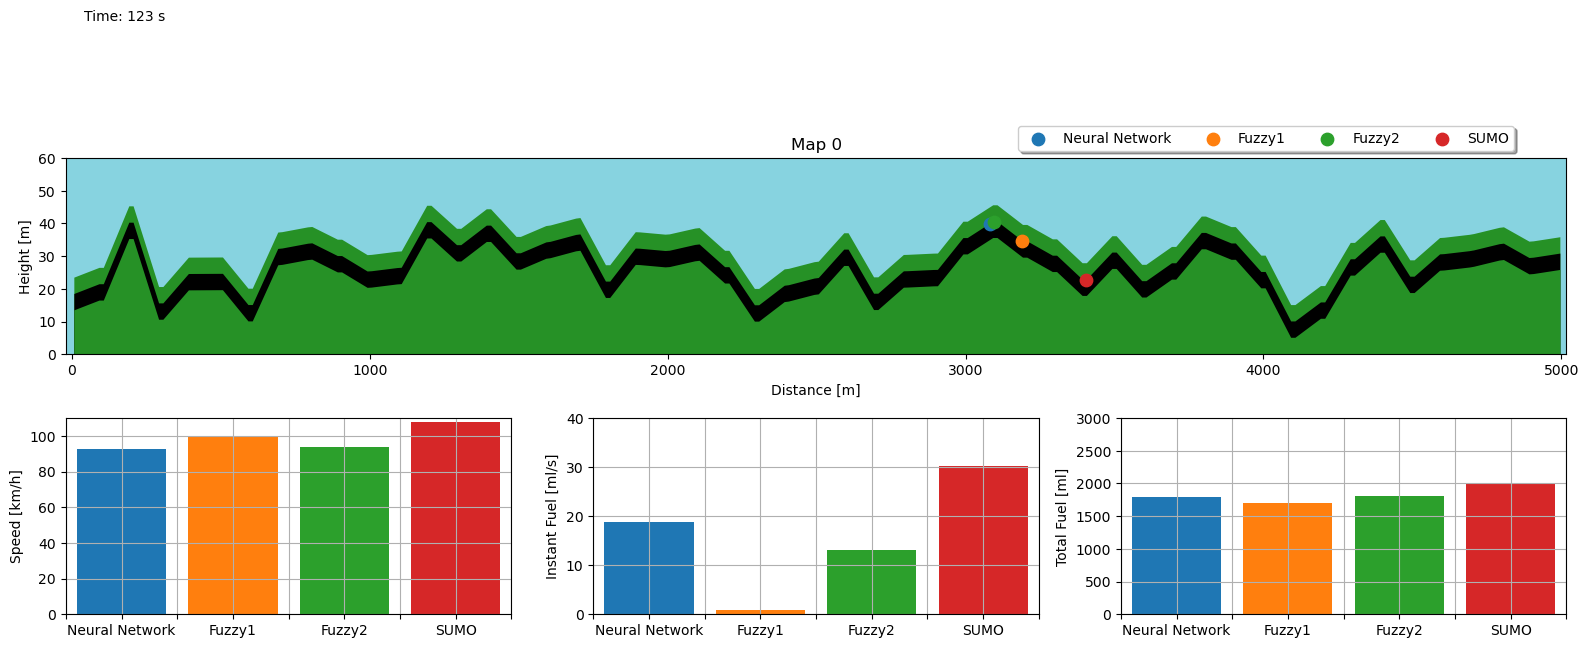 Time: 123 s
Map 0
Neural Network Fuzzy1 Fuzzy2 SUMO
Height [m]
60
50
40
30
20
10
0
0 1000 2000 3000 4000 5000
Distance [m]
Speed [km/h]
100
80
60
40
20
0
Neural Network Fuzzy1 Fuzzy2 SUMO
Instant Fuel [ml/s]
40
30
20
10
0
Neural Network Fuzzy1 Fuzzy2 SUMO
Total Fuel [ml]
3000
2500
2000
1500
1000
500
0
Neural Network Fuzzy1 Fuzzy2 SUMO